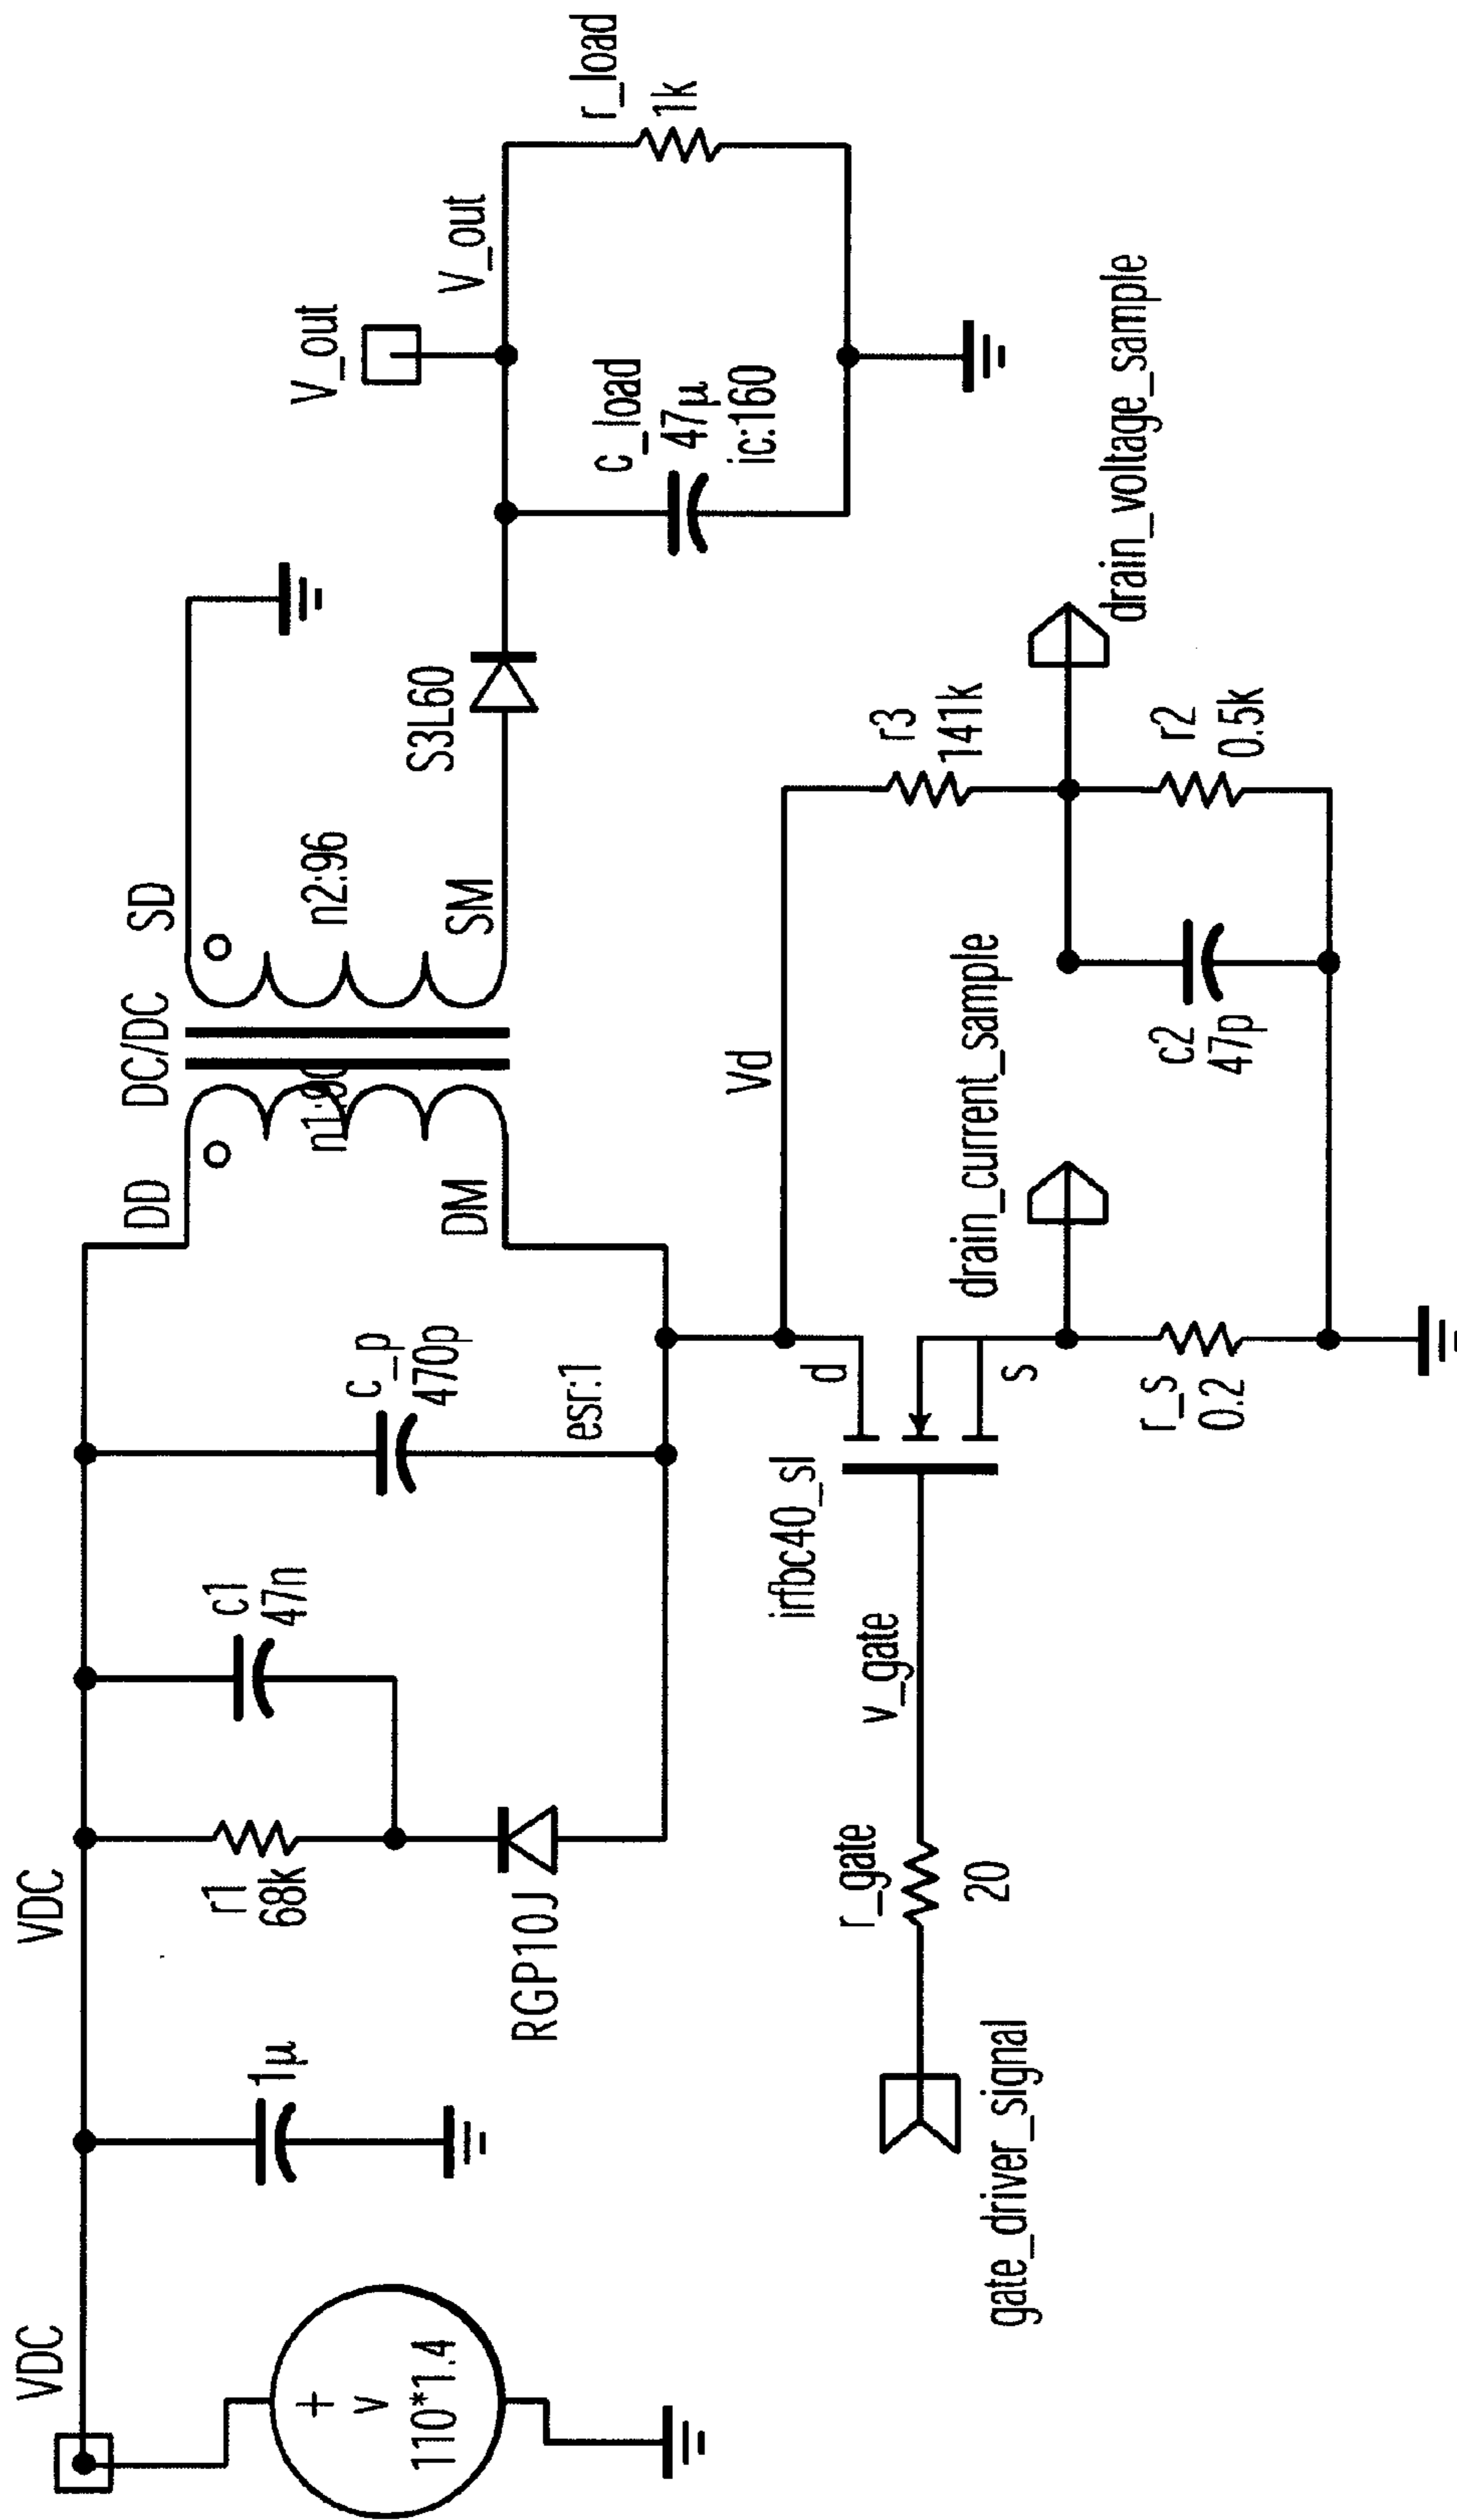 VDC
VDC
+
v
110*1.4
1µ
r1
68k
c1
47n
RGP10J
c_p
470p
esr:1
DD
DM
DC/DC
SD
n2:96
SM
S3L60
V_out
V_out
c_load
47µ
ic:160
r_load
1k
gate_driver_signal
r_gate
20
v_gate
irfbc40_sl
d
s
Vd
r_s
0.2
drain_current_sample
c2
47p
r3
141k
r2
0.5k
drain_voltage_sample